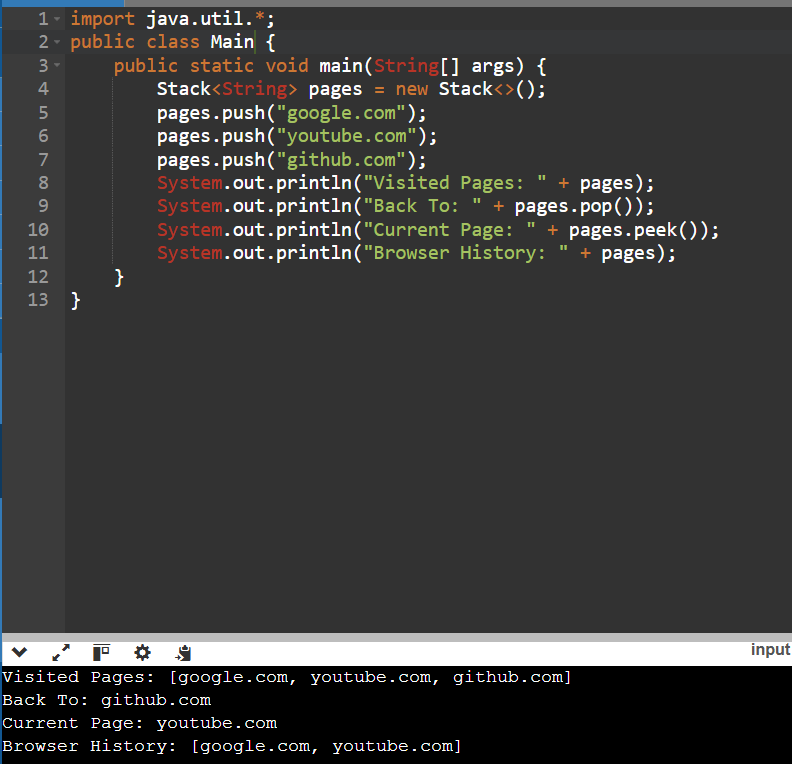 1 import java.util.*;
2 public class Main {
3     public static void main(String[] args) {
4         Stack<String> pages = new Stack<>();
5         pages.push("google.com");
6         pages.push("youtube.com");
7         pages.push("github.com");
8         System.out.println("Visited Pages: " + pages);
9         System.out.println("Back To: " + pages.pop());
10         System.out.println("Current Page: " + pages.peek());
11         System.out.println("Browser History: " + pages);
12     }
13 }
input
Visited Pages: [google.com, youtube.com, github.com]
Back To: github.com
Current Page: youtube.com
Browser History: [google.com, youtube.com]